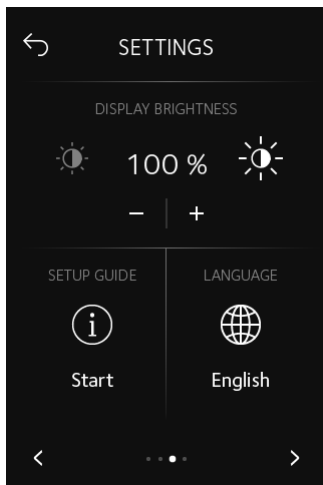 SETTINGS
DISPLAY BRIGHTNESS
100 %
− +
SETUP GUIDE LANGUAGE
i
Start English